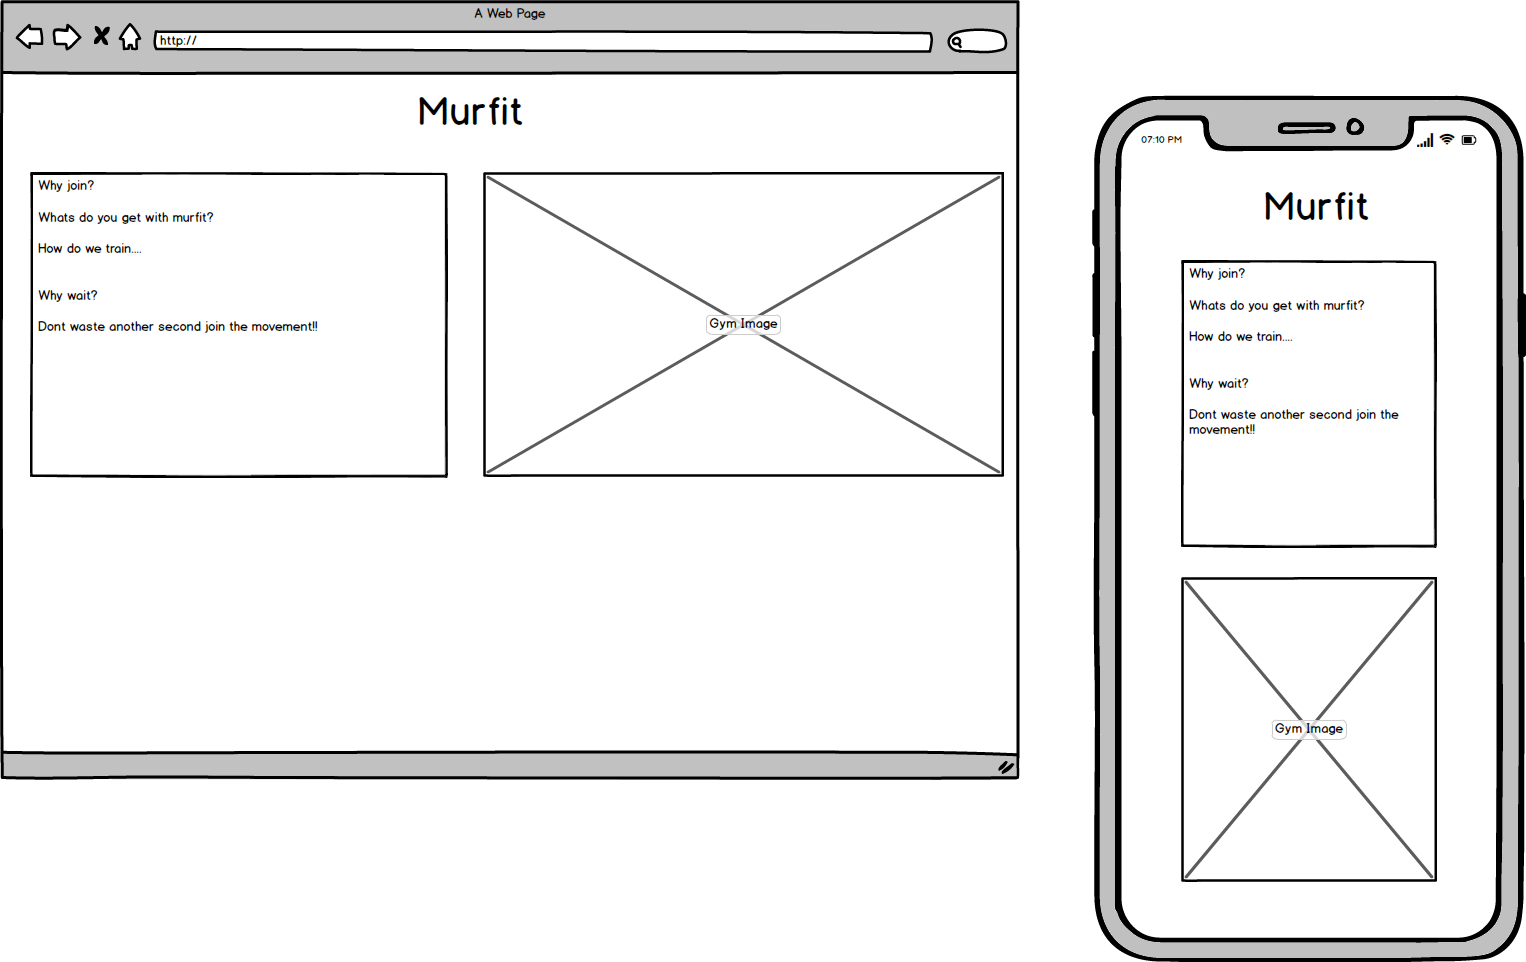 A Web Page
http://
Murfit
Why join?
Whats do you get with murfit?
How do we train....
Why wait?
Dont waste another second join the movement!!
Gym Image
07:10 PM
Murfit
Why join?
Whats do you get with murfit?
How do we train....
Why wait?
Dont waste another second join the
movement!!
Gym Image